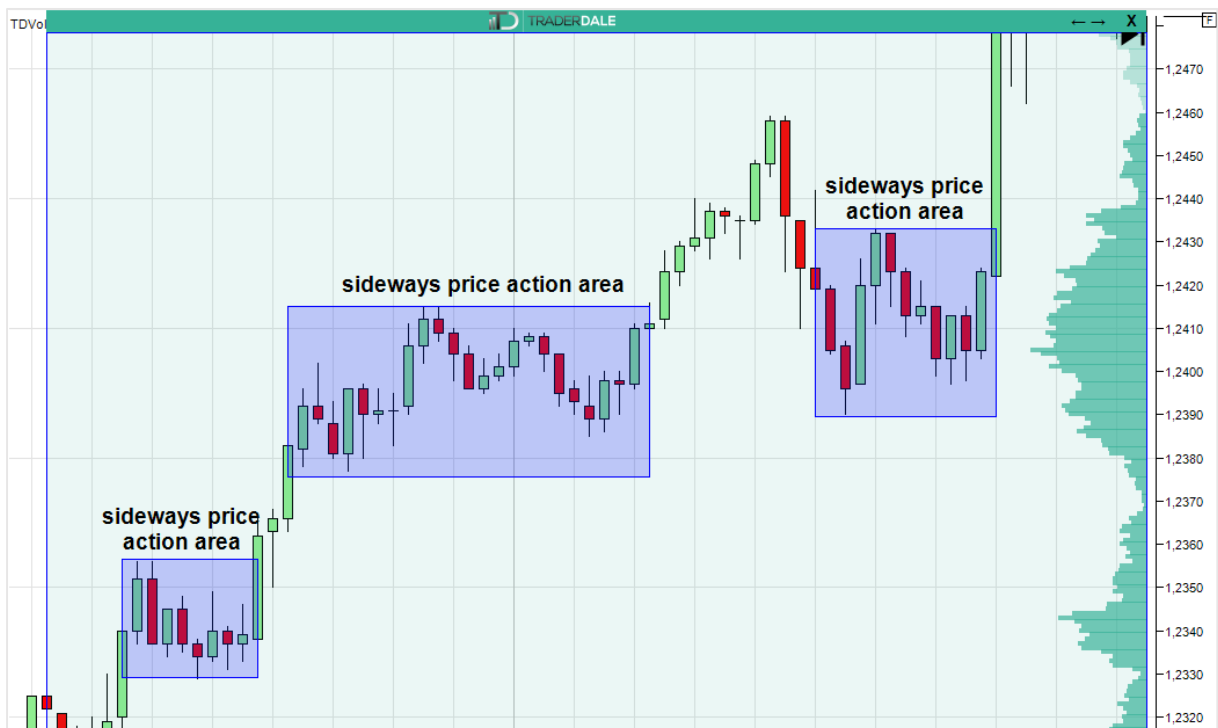 TDVol
TRADERDALE
← → X
F
sideways price
action area
sideways price action area
sideways price
action area
1,2470
1,2460
1,2450
1,2440
1,2430
1,2420
1,2410
1,2400
1,2390
1,2380
1,2370
1,2360
1,2350
1,2340
1,2330
1,2320